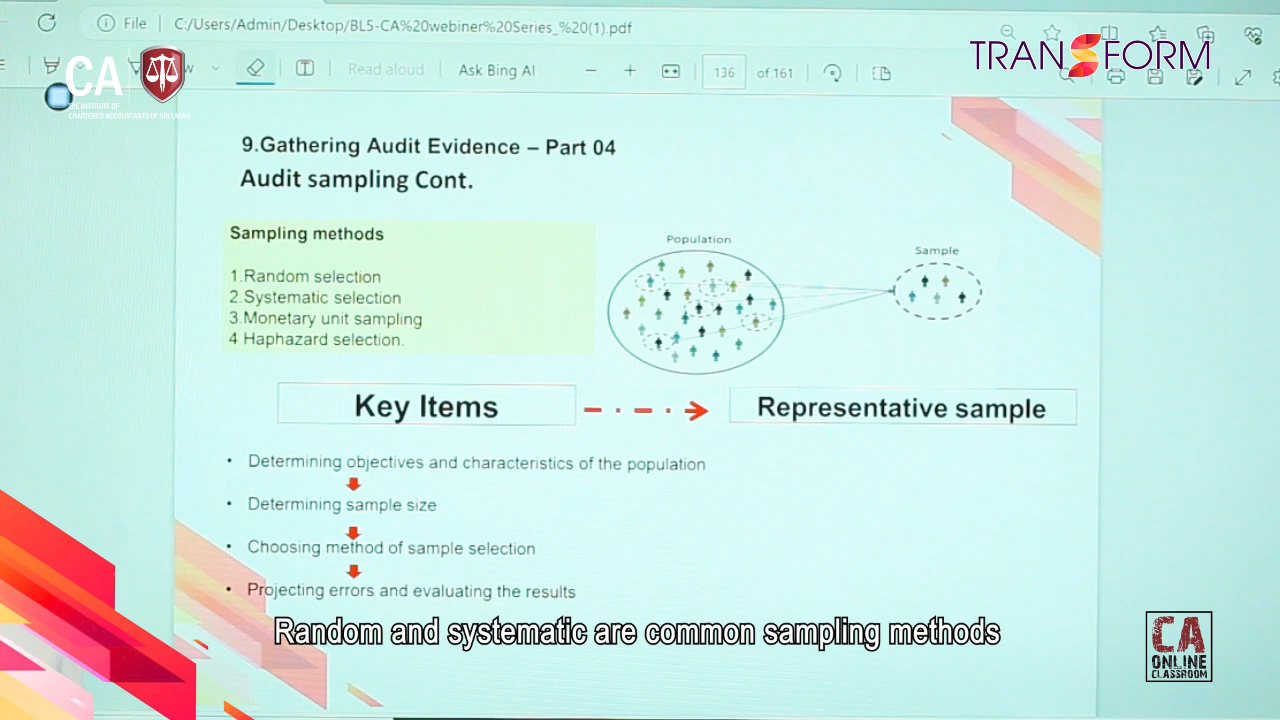 File
C:/Users/Admin/Desktop/BL5-CA%20webiner%20Series_%20(1).pdf
TRANSFORM
CA
THE INSTITUTE OF
CHARTERED ACCOUNTANTS OF SRI LANKA
Read aloud
Ask Bing AI
136
of 161
9.Gathering Audit Evidence – Part 04
Audit sampling Cont.
Sampling methods
1.Random selection
2.Systematic selection
3.Monetary unit sampling
4 Haphazard selection.
Population
Sample
Key Items
Representative sample
• Determining objectives and characteristics of the population
• Determining sample size
• Choosing method of sample selection
• Projecting errors and evaluating the results
Random and systematic are common sampling methods
CA
ONLINE
CLASSROOM